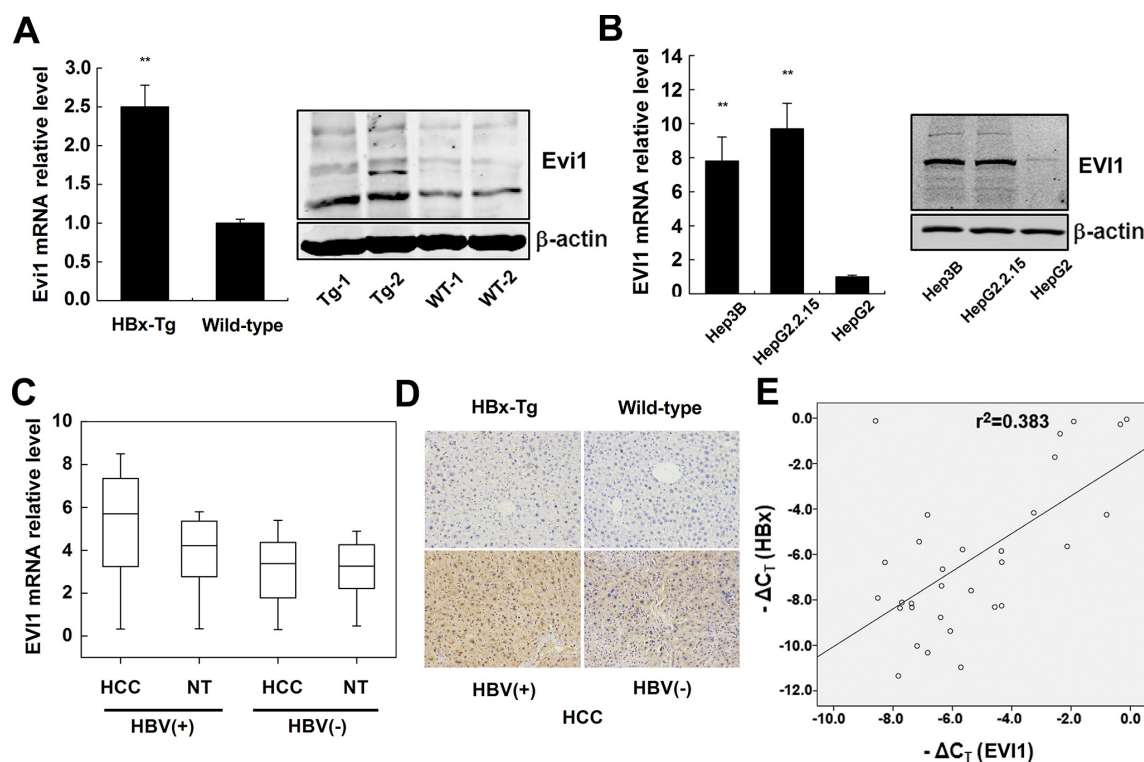 A
**
Evi1 mRNA relative level
3.0
2.5
2.0
1.5
1.0
0.5
0.0
HBx-Tg Wild-type
Evi1
β-actin
Tg-1 Tg-2 WT-1 WT-2
B
** **
EVI1 mRNA relative level
14
12
10
8
6
4
2
0
Hep3B HepG2.2.15 HepG2
EVI1
β-actin
Hep3B HepG2.2.15 HepG2
C
EVI1 mRNA relative level
10
8
6
4
2
0
HCC NT HCC NT
HBV(+) HBV(-)
D
HBx-Tg Wild-type
HBV(+) HBV(-)
HCC
E
r²=0.383
- ΔC_T (HBx)
0.0
-2.0
-4.0
-6.0
-8.0
-10.0
-12.0
-10.0 -8.0 -6.0 -4.0 -2.0 0.0
- ΔC_T (EVI1)